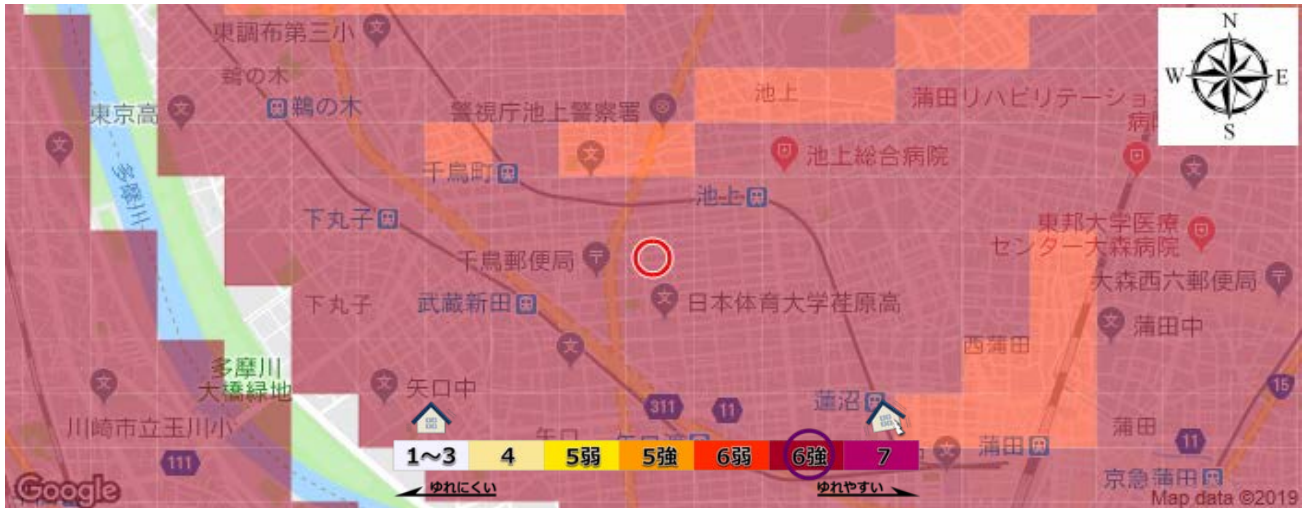 N
W E
S
東調布第三小
鵜の木
鵜の木
東京高
警視庁池上警察署
池上
蒲田リハビリテーショ
病
池上総合病院
多摩川
千鳥町
池上
下丸子
東邦大学医療
センター大森病院
千鳥郵便局
大森西六郵便局
下丸子
武蔵新田
日本体育大学荏原高
蒲田中
西蒲田
多摩川
大橋緑地
矢口中
15
311
11
蓮沼
川崎市立玉川小
蒲田
矢口
11
蒲田
111
1～3 4 5弱 5強 6弱 6強 7
京急蒲田
ゆれにくい ゆれやすい
Google
Map data ©2019